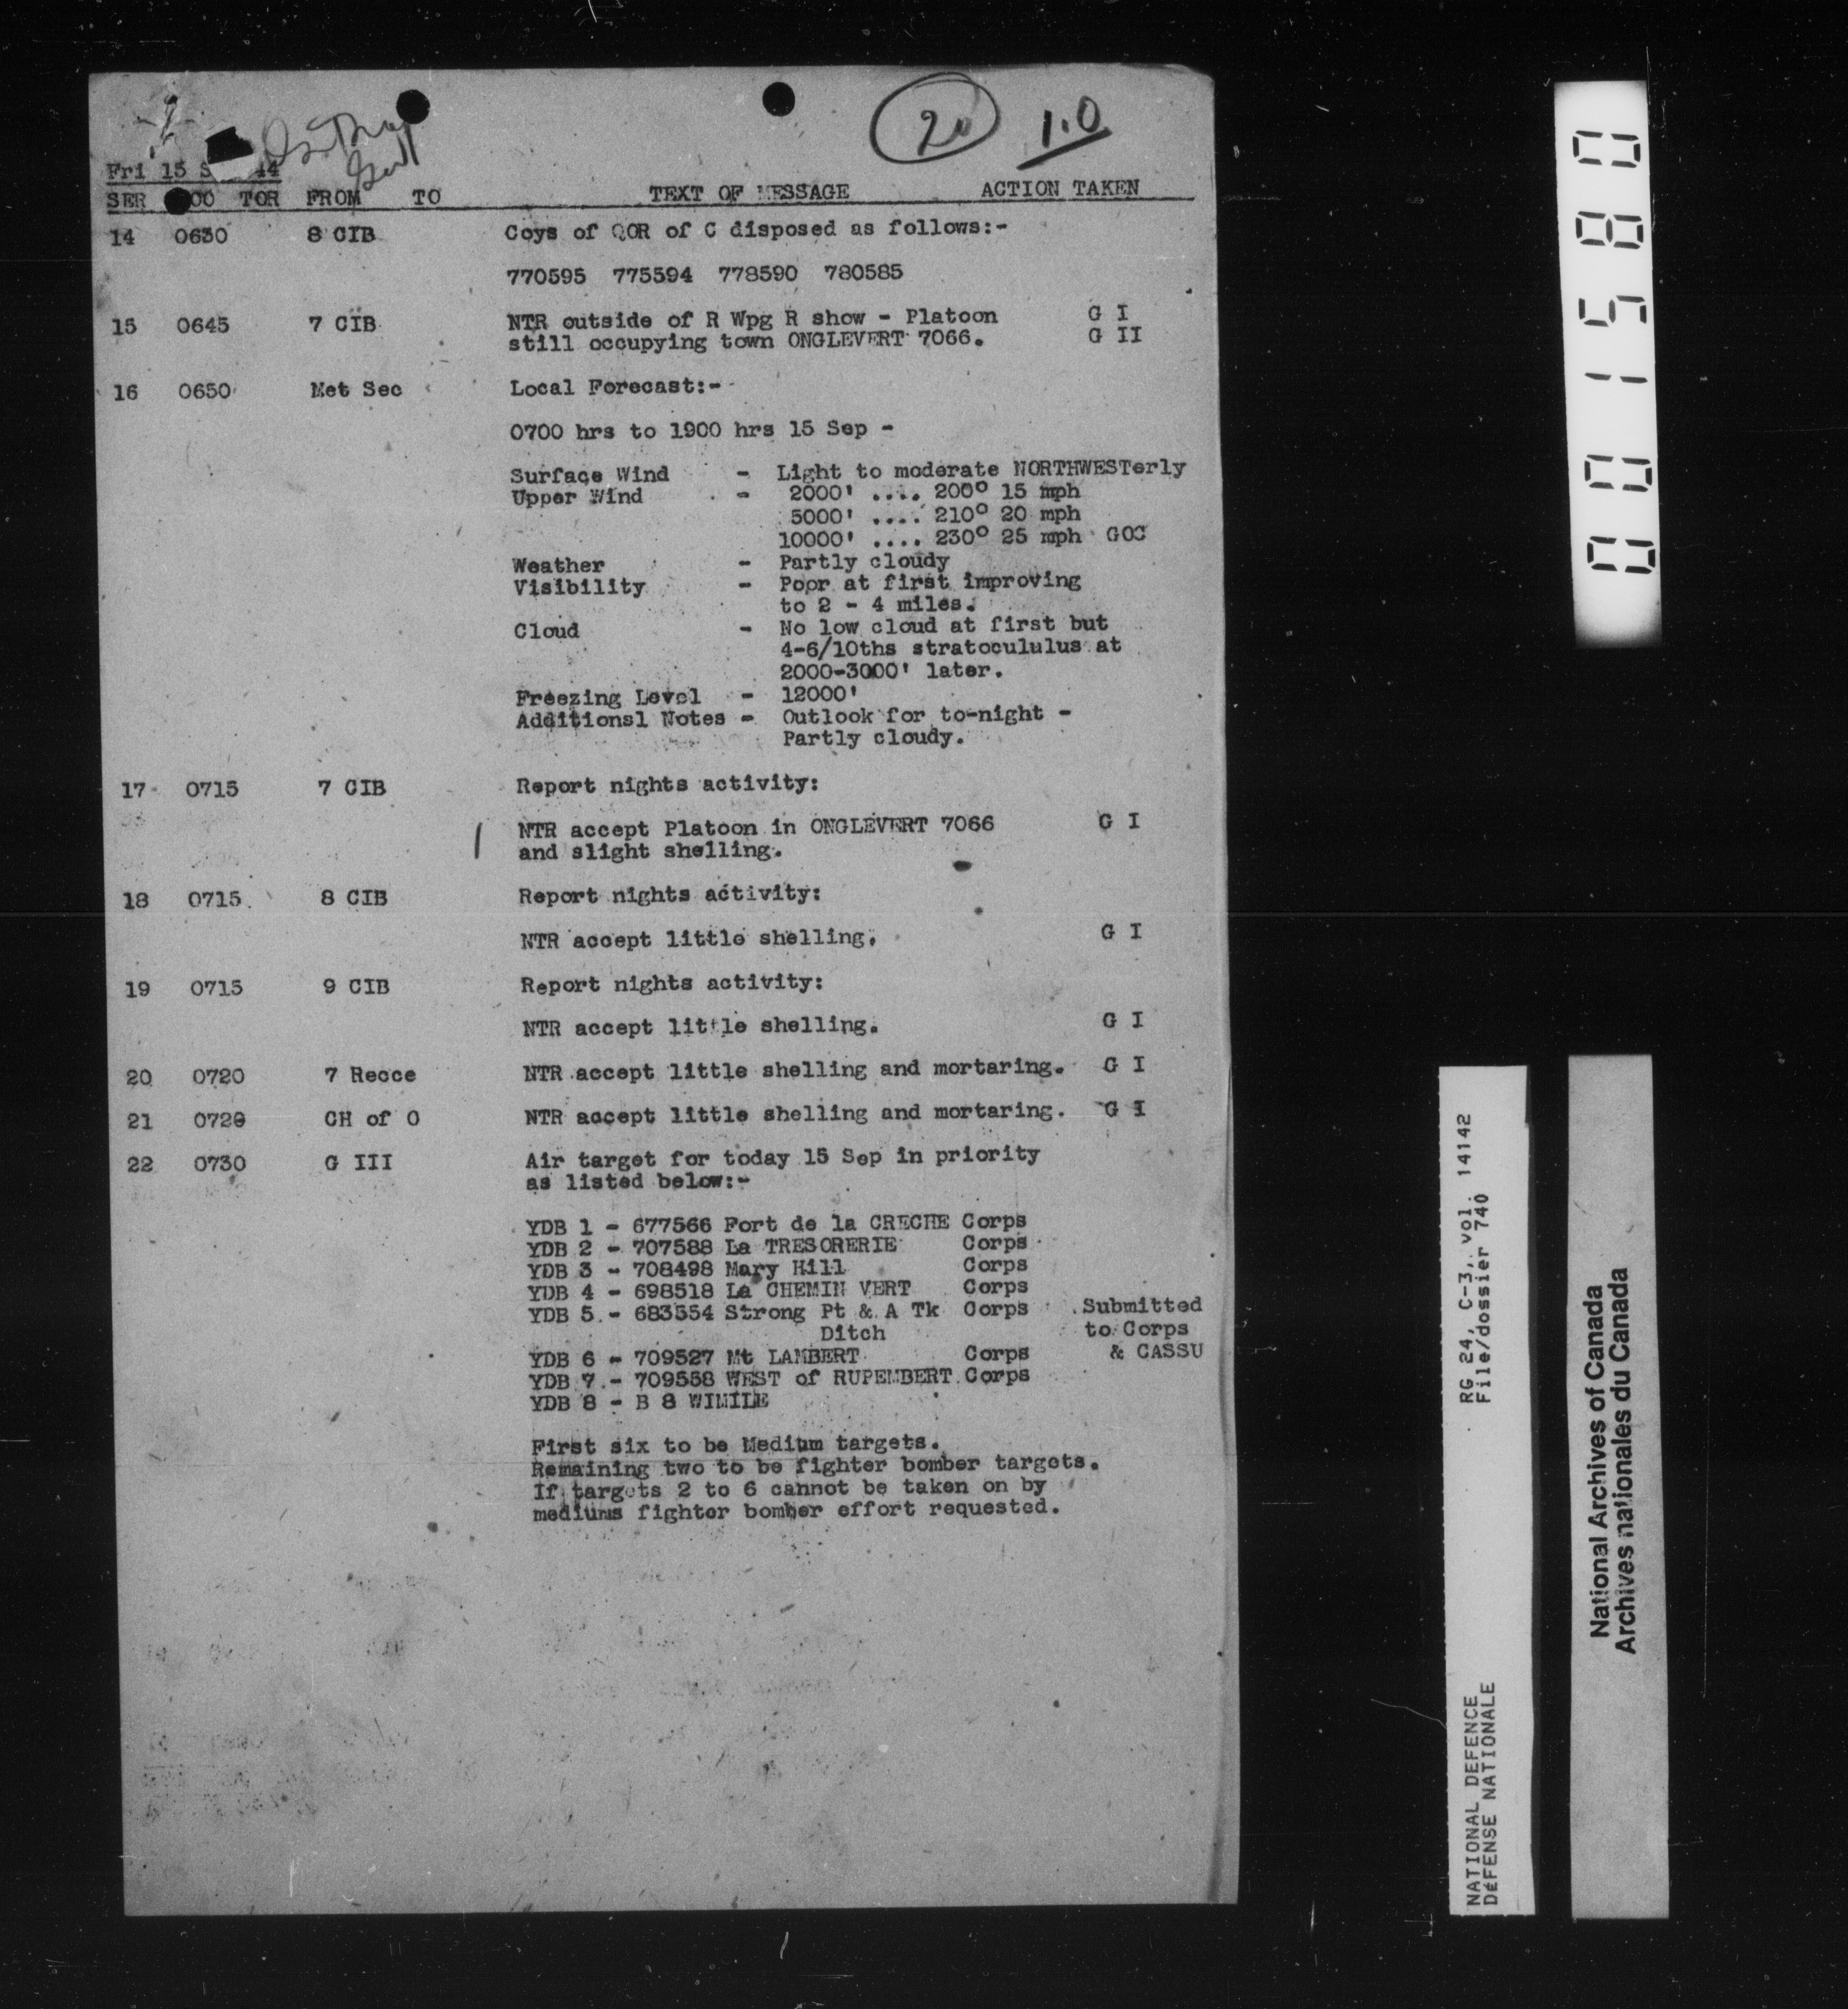 20 1.0
Fri 15 S 44
SER OO TOR FROM TO TEXT OF MESSAGE ACTION TAKEN
14 0630 8 CIB Coys of QOR of C disposed as follows:-
770595 775594 778590 780585
15 0645 7 CIB NTR outside of R Wpg R show - Platoon G I
still occupying town ONGLEVERT 7066. G II
16 0650 Met Sec Local Forecast:-
0700 hrs to 1900 hrs 15 Sep -
Surface Wind - Light to moderate NORTHWESTerly
Upper Wind - 2000' .... 200° 15 mph
5000' .... 210° 20 mph
10000' .... 230° 25 mph GOC
Weather - Partly cloudy
Visibility - Poor at first improving
to 2 - 4 miles.
Cloud - No low cloud at first but
4-6/10ths stratocululus at
2000-3000' later.
Freezing Level - 12000'
Additionsl Notes - Outlook for to-night -
Partly cloudy.
17 0715 7 CIB Report nights activity:
NTR accept Platoon in ONGLEVERT 7066 G I
and slight shelling.
18 0715 8 CIB Report nights activity:
NTR accept little shelling. G I
19 0715 9 CIB Report nights activity:
NTR accept little shelling. G I
20 0720 7 Recce NTR accept little shelling and mortaring. G I
21 0720 CH of O NTR accept little shelling and mortaring. G I
22 0730 G III Air target for today 15 Sep in priority
as listed below:-
YDB 1 - 677566 Fort de la CRECHE Corps
YDB 2 - 707588 La TRESORERIE Corps
YDB 3 - 708498 Mary Hill Corps
YDB 4 - 698518 La CHEMIN VERT Corps
YDB 5 - 683554 Strong Pt & A Tk Corps Submitted
Ditch to Corps
YDB 6 - 709527 Mt LAMBERT Corps & CASSU
YDB 7 - 709558 WEST of RUPEMBERT Corps
YDB 8 - B 8 WIMILE
First six to be Medium targets.
Remaining two to be fighter bomber targets.
If targets 2 to 6 cannot be taken on by
mediums fighter bomber effort requested.
001580
NATIONAL DEFENCE RG 24, C-3, vol. 14142
DÉFENSE NATIONALE File/dossier 740
National Archives of Canada
Archives nationales du Canada